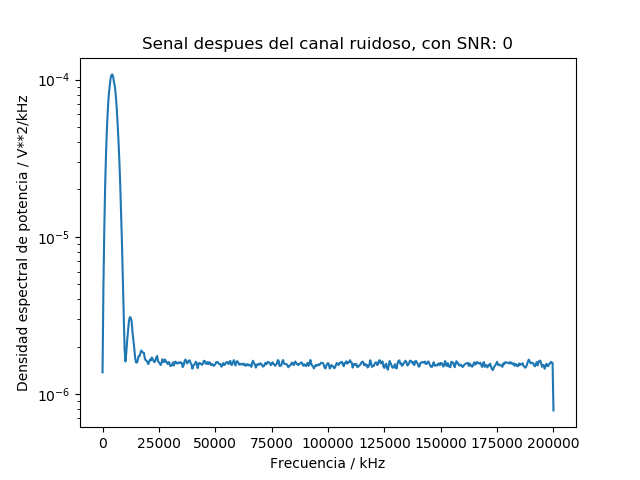 Senal despues del canal ruidoso, con SNR: 0
Densidad espectral de potencia / V**2/kHz
10⁻⁴
10⁻⁵
10⁻⁶
0 25000 50000 75000 100000 125000 150000 175000 200000
Frecuencia / kHz